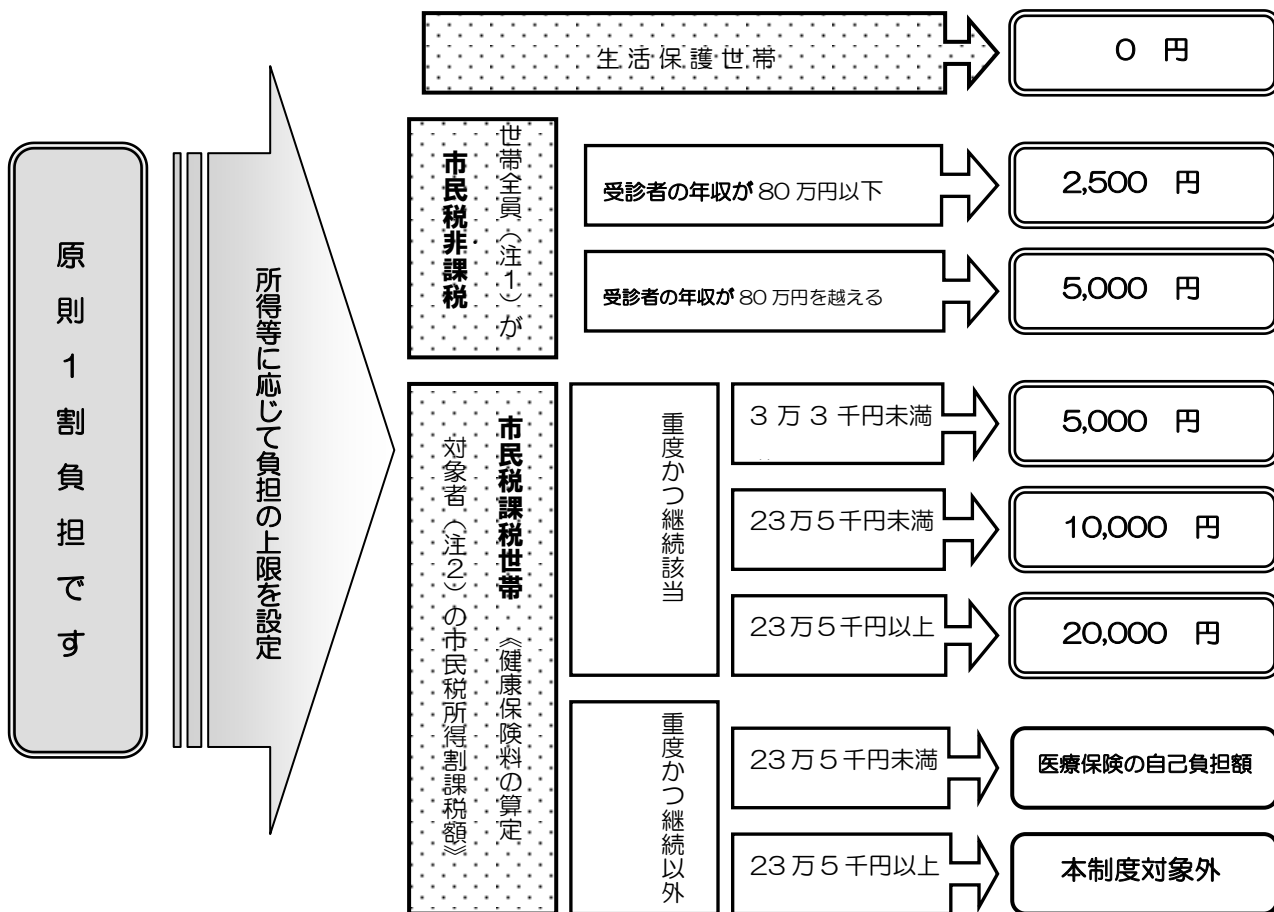 原則１割負担です
所得等に応じて負担の上限を設定
生活保護世帯
0 円
世帯全員（注１）が
市民税非課税
受診者の年収が 80 万円以下
2,500 円
受診者の年収が 80 万円を越える
5,000 円
市民税課税世帯 《健康保険料の算定
対象者（注２）の市民税所得割課税額》
重度かつ継続該当
３万３千円未満
5,000 円
23万５千円未満
10,000 円
23万５千円以上
20,000 円
重度かつ継続以外
23万５千円未満
医療保険の自己負担額
23万５千円以上
本制度対象外